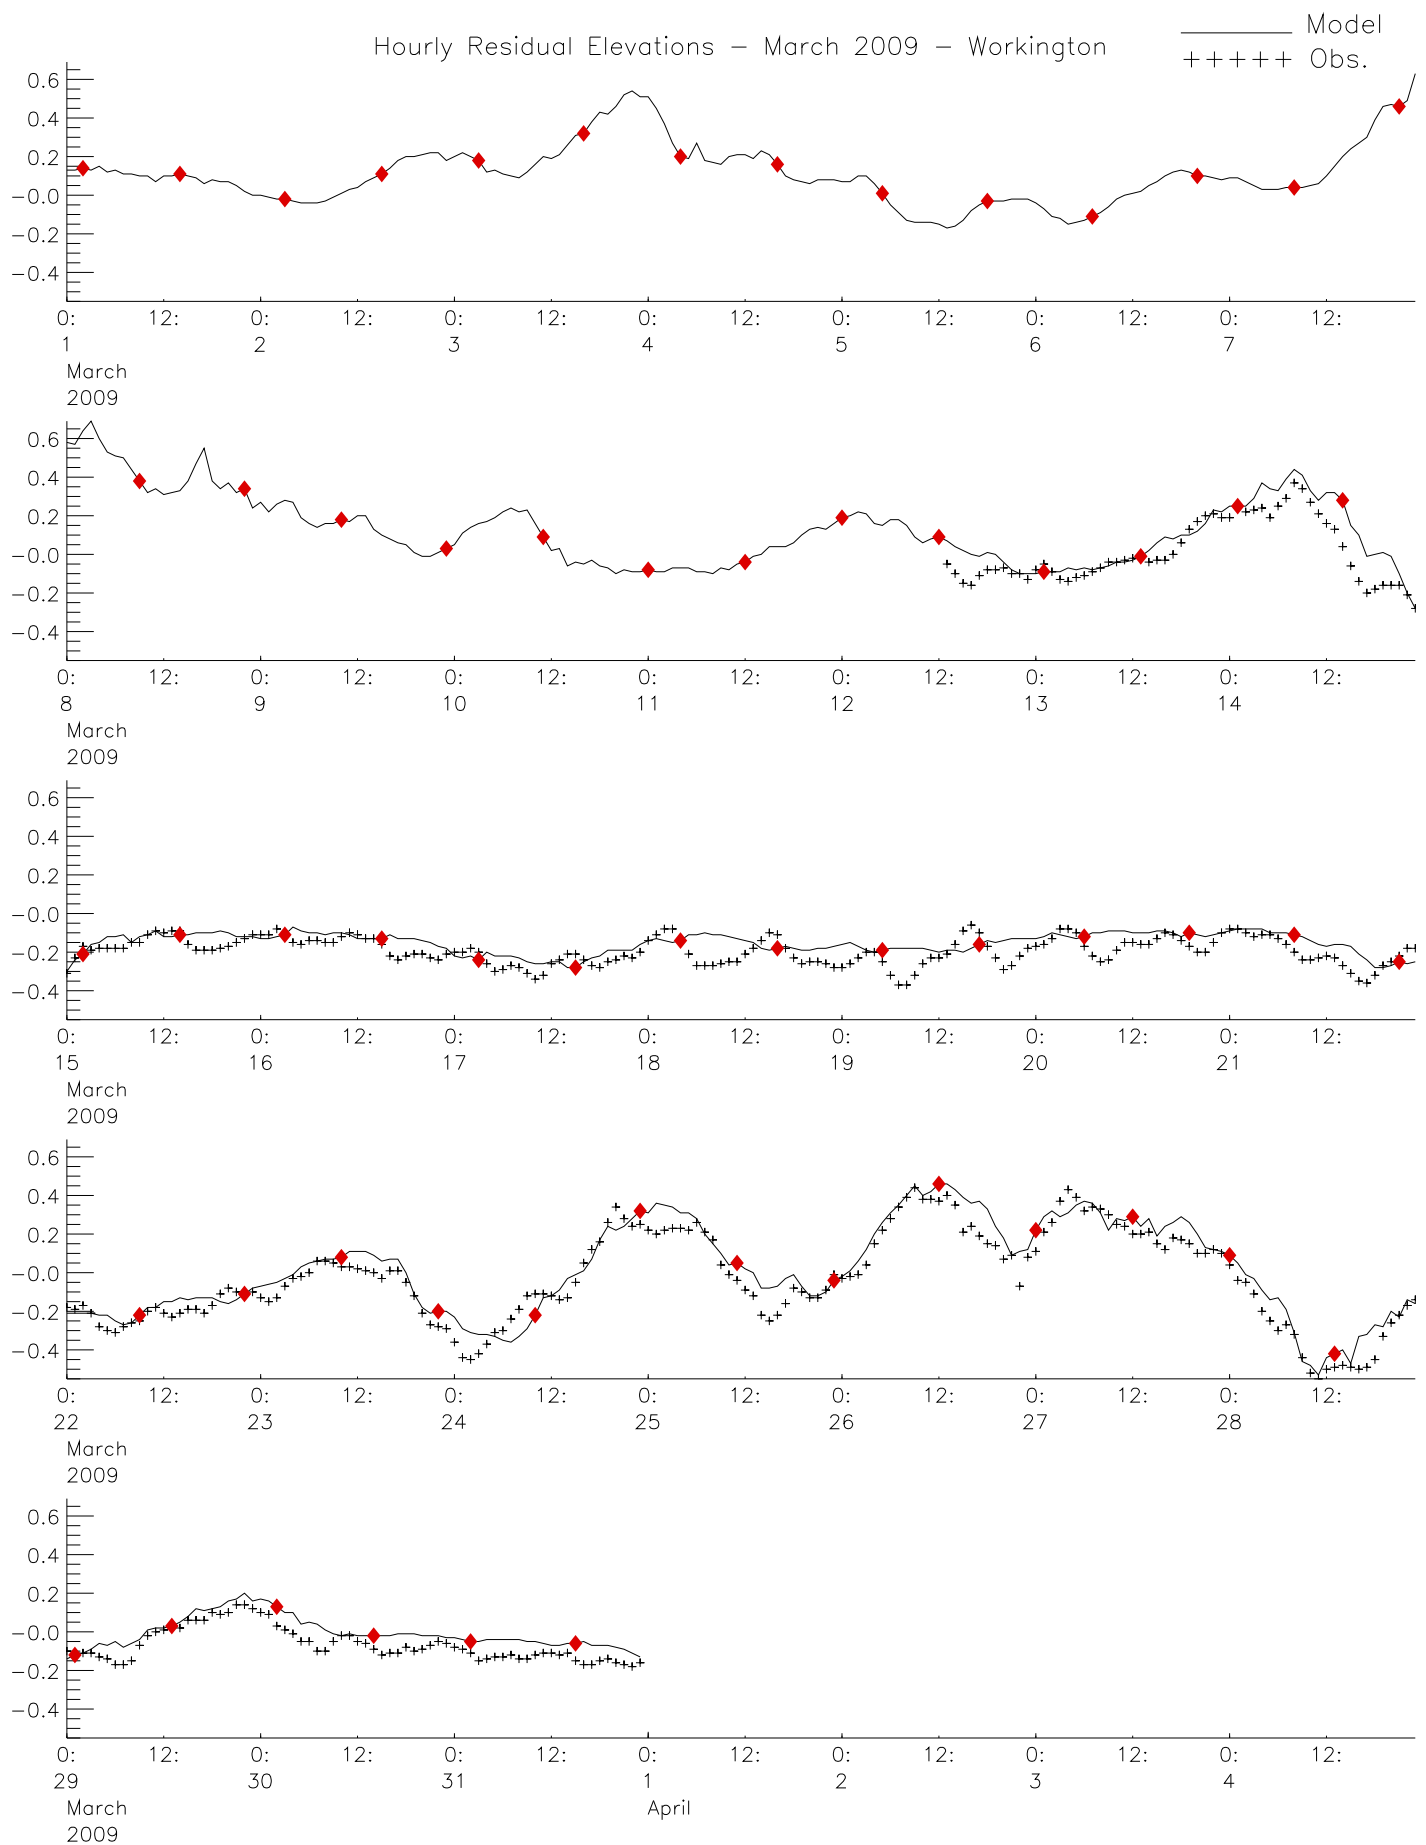 Hourly Residual Elevations − March 2009 − Workington
Model
+++++ Obs.
0.6
0.4
0.2
−0.0
−0.2
−0.4
0: 12: 0: 12: 0: 12: 0: 12: 0: 12: 0: 12: 0: 12:
1 2 3 4 5 6 7
March
2009
0.6
0.4
0.2
−0.0
−0.2
−0.4
0: 12: 0: 12: 0: 12: 0: 12: 0: 12: 0: 12: 0: 12:
8 9 10 11 12 13 14
March
2009
0.6
0.4
0.2
−0.0
−0.2
−0.4
0: 12: 0: 12: 0: 12: 0: 12: 0: 12: 0: 12: 0: 12:
15 16 17 18 19 20 21
March
2009
0.6
0.4
0.2
−0.0
−0.2
−0.4
0: 12: 0: 12: 0: 12: 0: 12: 0: 12: 0: 12: 0: 12:
22 23 24 25 26 27 28
March
2009
0.6
0.4
0.2
−0.0
−0.2
−0.4
0: 12: 0: 12: 0: 12: 0: 12: 0: 12: 0: 12: 0: 12:
29 30 31 1 2 3 4
March April
2009